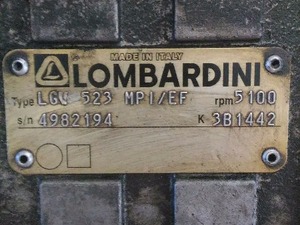 MADE IN ITALY
LOMBARDINI
Type LGW 523 MPI/EF rpm 5100
s/n 4982194 K 3B1442